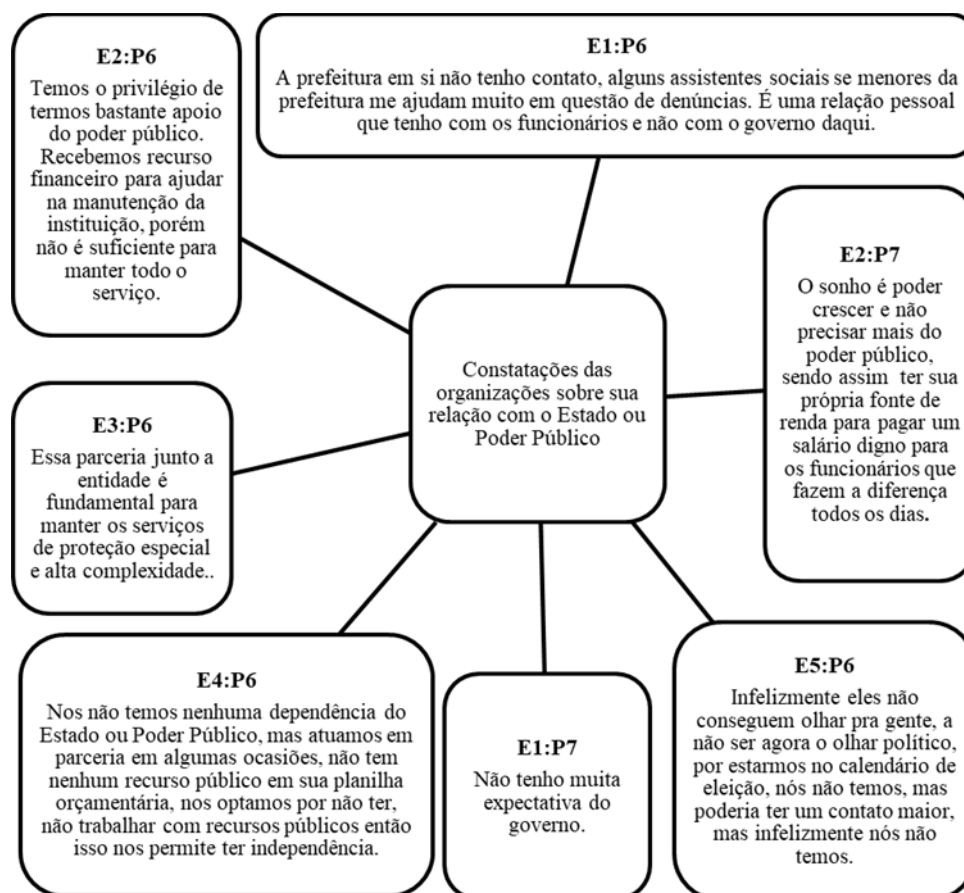 E2:P6
Temos o privilégio de
termos bastante apoio
do poder público.
Recebemos recurso
financeiro para ajudar
na manutenção da
instituição, porém
não é suficiente para
manter todo o
serviço.
E1:P6
A prefeitura em si não tenho contato, alguns assistentes sociais se menores da
prefeitura me ajudam muito em questão de denúncias. É uma relação pessoal
que tenho com os funcionários e não com o governo daqui.
E2:P7
O sonho é poder
crescer e não
precisar mais do
poder público,
sendo assim ter sua
própria fonte de
renda para pagar um
salário digno para
os funcionários que
fazem a diferença
todos os dias.
Constatações das
organizações sobre sua
relação com o Estado ou
Poder Público
E3:P6
Essa parceria junto a
entidade é
fundamental para
manter os serviços
de proteção especial
e alta complexidade..
E4:P6
Nos não temos nenhuma dependência do
Estado ou Poder Público, mas atuamos em
parceria em algumas ocasiões, não tem
nenhum recurso público em sua planilha
orçamentária, nos optamos por não ter,
não trabalhar com recursos públicos então
isso nos permite ter independência.
E1:P7
Não tenho muita
expectativa do
governo.
E5:P6
Infelizmente eles não
conseguem olhar pra gente, a
não ser agora o olhar político,
por estarmos no calendário de
eleição, nós não temos, mas
poderia ter um contato maior,
mas infelizmente nós não
temos.